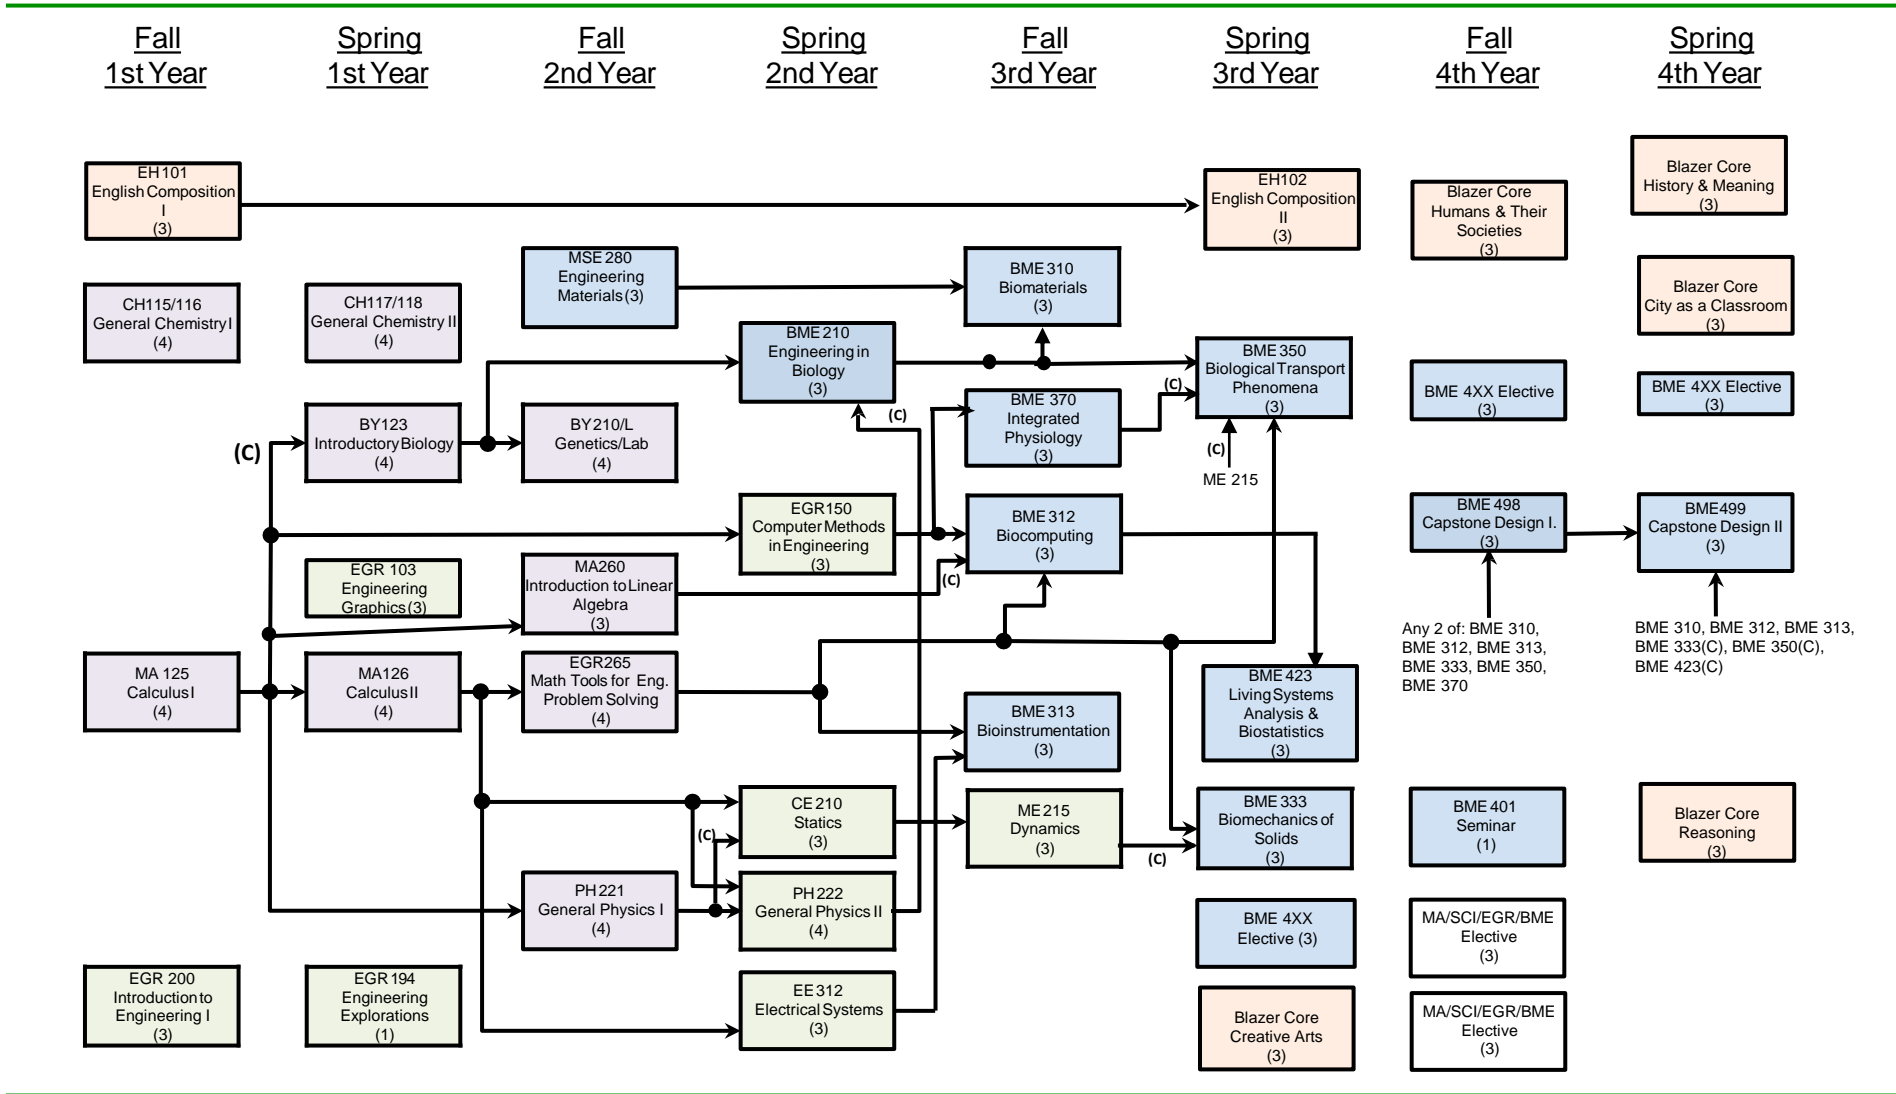 Fall
1st Year
Spring
1st Year
Fall
2nd Year
Spring
2nd Year
Fall
3rd Year
Spring
3rd Year
Fall
4th Year
Spring
4th Year
EH101
English Composition
I
(3)
CH115/116
General Chemistry I
(4)
MA 125
Calculus I
(4)
EGR 200
Introduction to
Engineering I
(3)
(C)
CH117/118
General Chemistry II
(4)
BY123
Introductory Biology
(4)
EGR 103
Engineering
Graphics (3)
MA126
Calculus II
(4)
EGR 194
Engineering
Explorations
(1)
MSE 280
Engineering
Materials (3)
BY210/L
Genetics/Lab
(4)
MA260
Introduction to Linear
Algebra
(3)
EGR265
Math Tools for Eng.
Problem Solving
(4)
PH221
General Physics I
(4)
BME 210
Engineering in
Biology
(3)
(C)
EGR150
Computer Methods
in Engineering
(3)
(C)
CE 210
Statics
(3)
(C)
PH 222
General Physics II
(4)
EE 312
Electrical Systems
(3)
BME 310
Biomaterials
(3)
BME 370
Integrated
Physiology
(3)
BME 312
Biocomputing
(3)
BME 313
Bioinstrumentation
(3)
ME 215
Dynamics
(3)
(C)
EH102
English Composition
II
(3)
BME 350
Biological Transport
Phenomena
(3)
(C)
(C)
ME 215
BME 423
Living Systems
Analysis &
Biostatistics
(3)
BME 333
Biomechanics of
Solids
(3)
BME 4XX
Elective (3)
Blazer Core
Creative Arts
(3)
Blazer Core
Humans & Their
Societies
(3)
BME 4XX Elective
(3)
BME 498
Capstone Design I.
(3)
Any 2 of: BME 310,
BME 312, BME 313,
BME 333, BME 350,
BME 370
BME 401
Seminar
(1)
MA/SCI/EGR/BME
Elective
(3)
MA/SCI/EGR/BME
Elective
(3)
Blazer Core
History & Meaning
(3)
Blazer Core
City as a Classroom
(3)
BME 4XX Elective
(3)
BME499
Capstone Design II
(3)
BME 310, BME 312, BME 313,
BME 333(C), BME 350(C),
BME 423(C)
Blazer Core
Reasoning
(3)